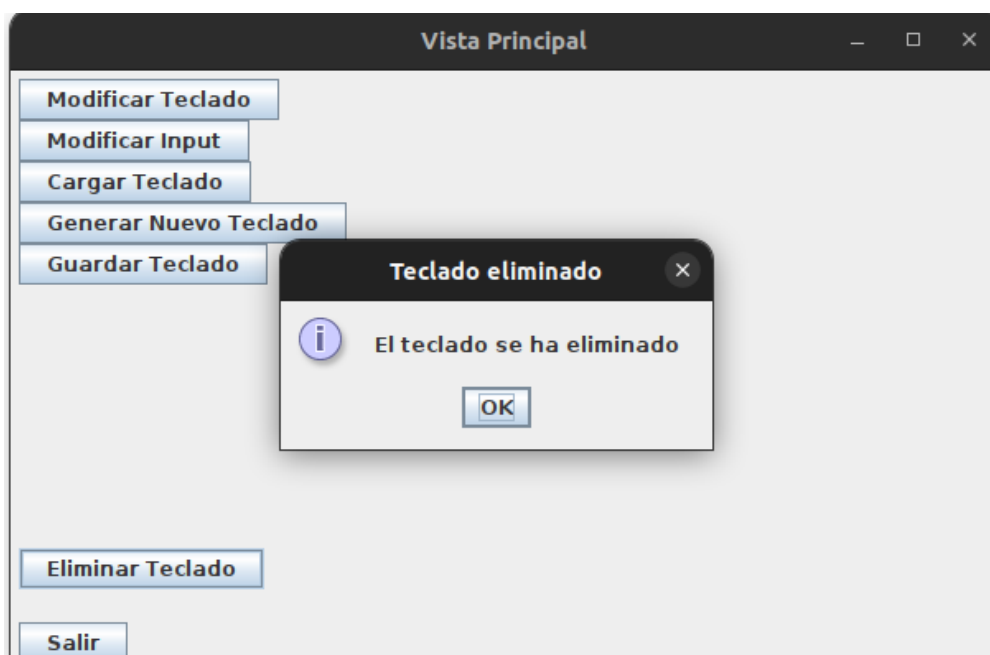 Vista Principal
Modificar Teclado
Modificar Input
Cargar Teclado
Generar Nuevo Teclado
Guardar Teclado
Teclado eliminado
i
El teclado se ha eliminado
OK
Eliminar Teclado
Salir